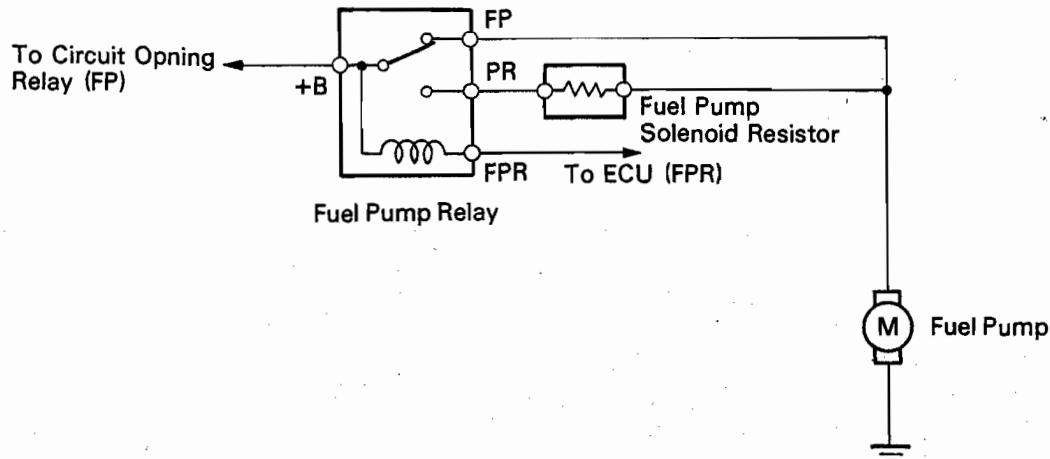 FP
To Circuit Opning
Relay (FP)
+B
PR
Fuel Pump
Solenoid Resistor
FPR
To ECU (FPR)
Fuel Pump Relay
M
Fuel Pump